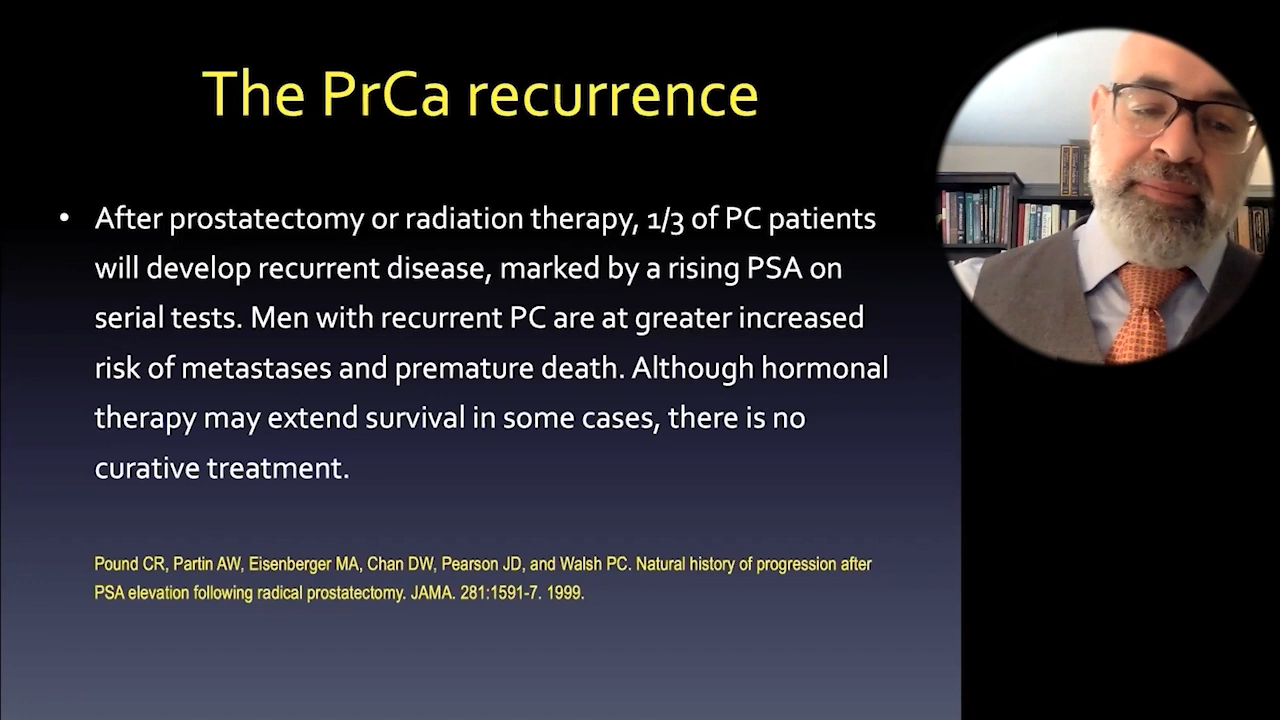 The PrCa recurrence
• After prostatectomy or radiation therapy, 1/3 of PC patients
will develop recurrent disease, marked by a rising PSA on
serial tests. Men with recurrent PC are at greater increased
risk of metastases and premature death. Although hormonal
therapy may extend survival in some cases, there is no
curative treatment.
Pound CR, Partin AW, Eisenberger MA, Chan DW, Pearson JD, and Walsh PC. Natural history of progression after
PSA elevation following radical prostatectomy. JAMA. 281:1591-7. 1999.